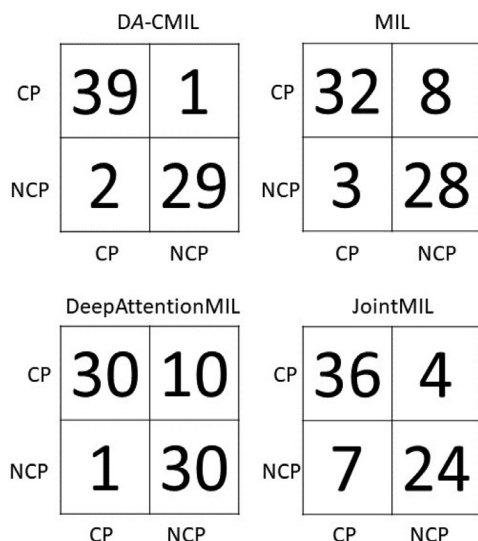 DA-CMIL MIL
CP 39 1 CP 32 8
NCP 2 29 NCP 3 28
CP NCP CP NCP
DeepAttentionMIL JointMIL
CP 30 10 CP 36 4
NCP 1 30 NCP 7 24
CP NCP CP NCP